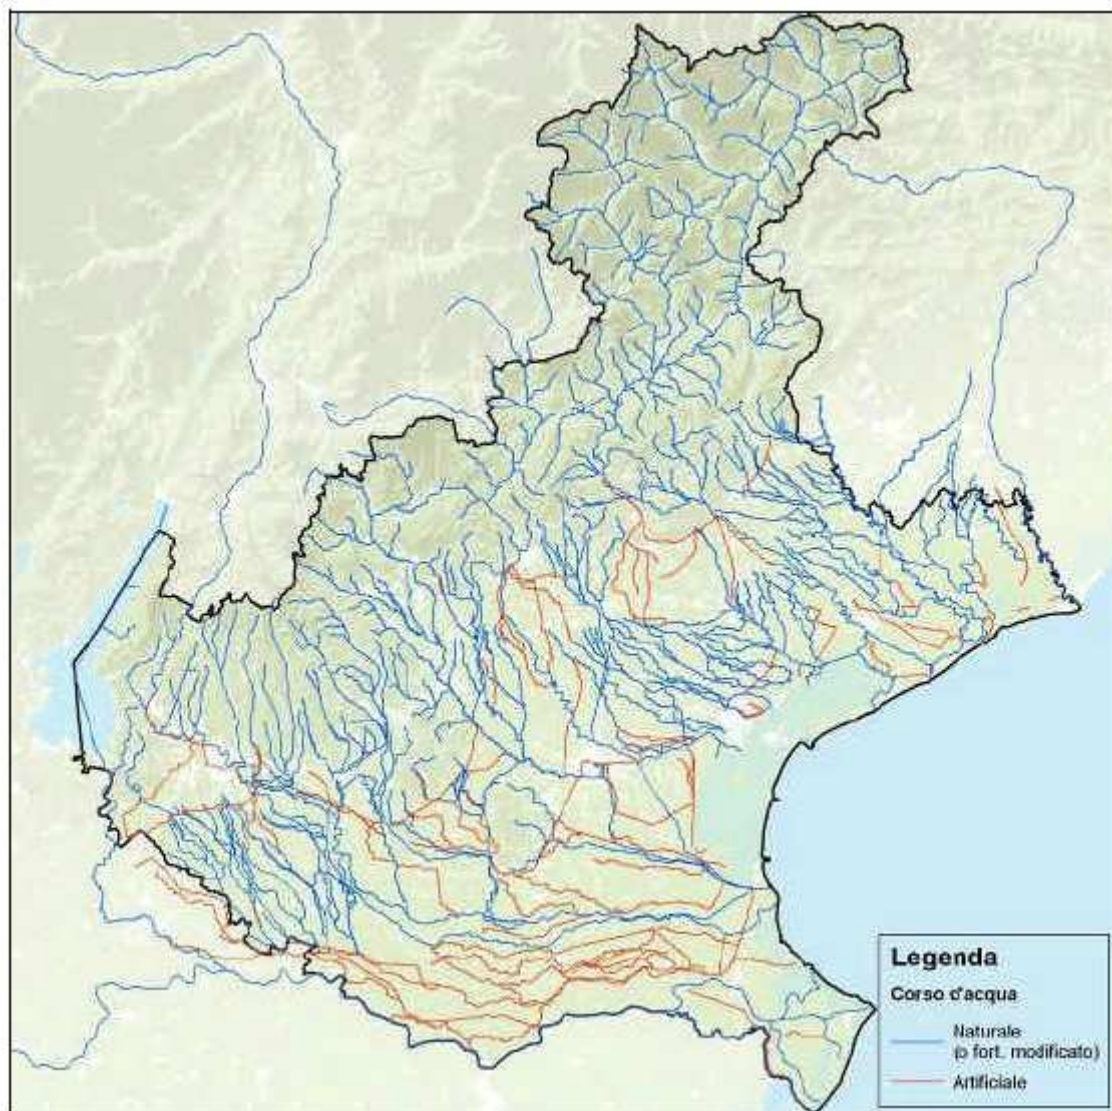 Legenda
Corso d'acqua
Naturale
(o fort. modificato)
Artificiale